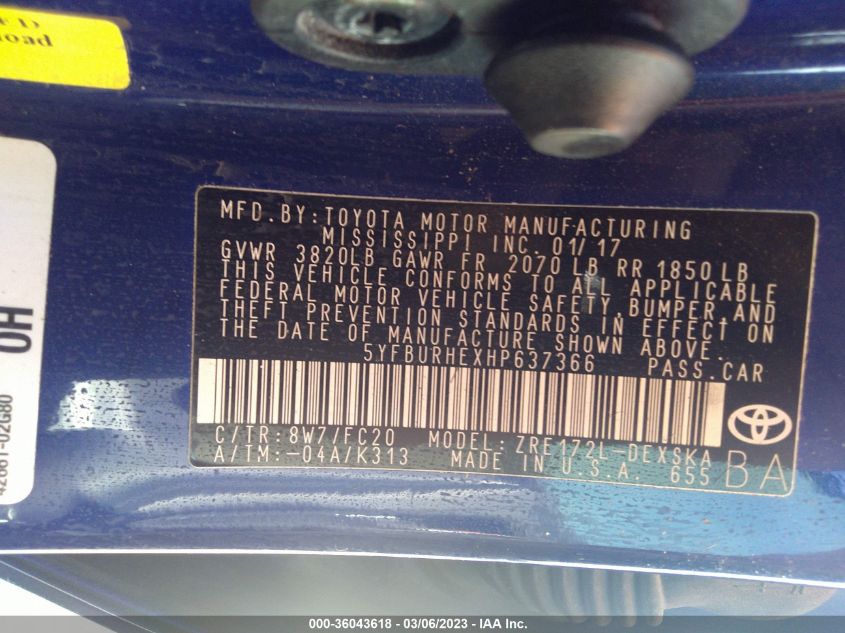 oad
OH
42661-02G80
MFD.BY:TOYOTA MOTOR MANUFACTURING
MISSISSIPPI INC. 01/17
GVWR 3820LB GAWR FR 2070 LB RR 1850 LB
THIS VEHICLE CONFORMS TO ALL APPLICABLE
FEDERAL MOTOR VEHICLE SAFETY, BUMPER, AND
THEFT PREVENTION STANDARDS IN EFFECT ON
THE DATE OF MANUFACTURE SHOWN ABOVE.
5YFBURHEXHP637366 PASS.CAR
C/TR:8W7/FC20 MODEL: ZRE172L-DEXSKA
A/TM:-04A/K313 MADE IN U.S.A. 655
BA
000-36043618 - 03/06/2023 - IAA Inc.